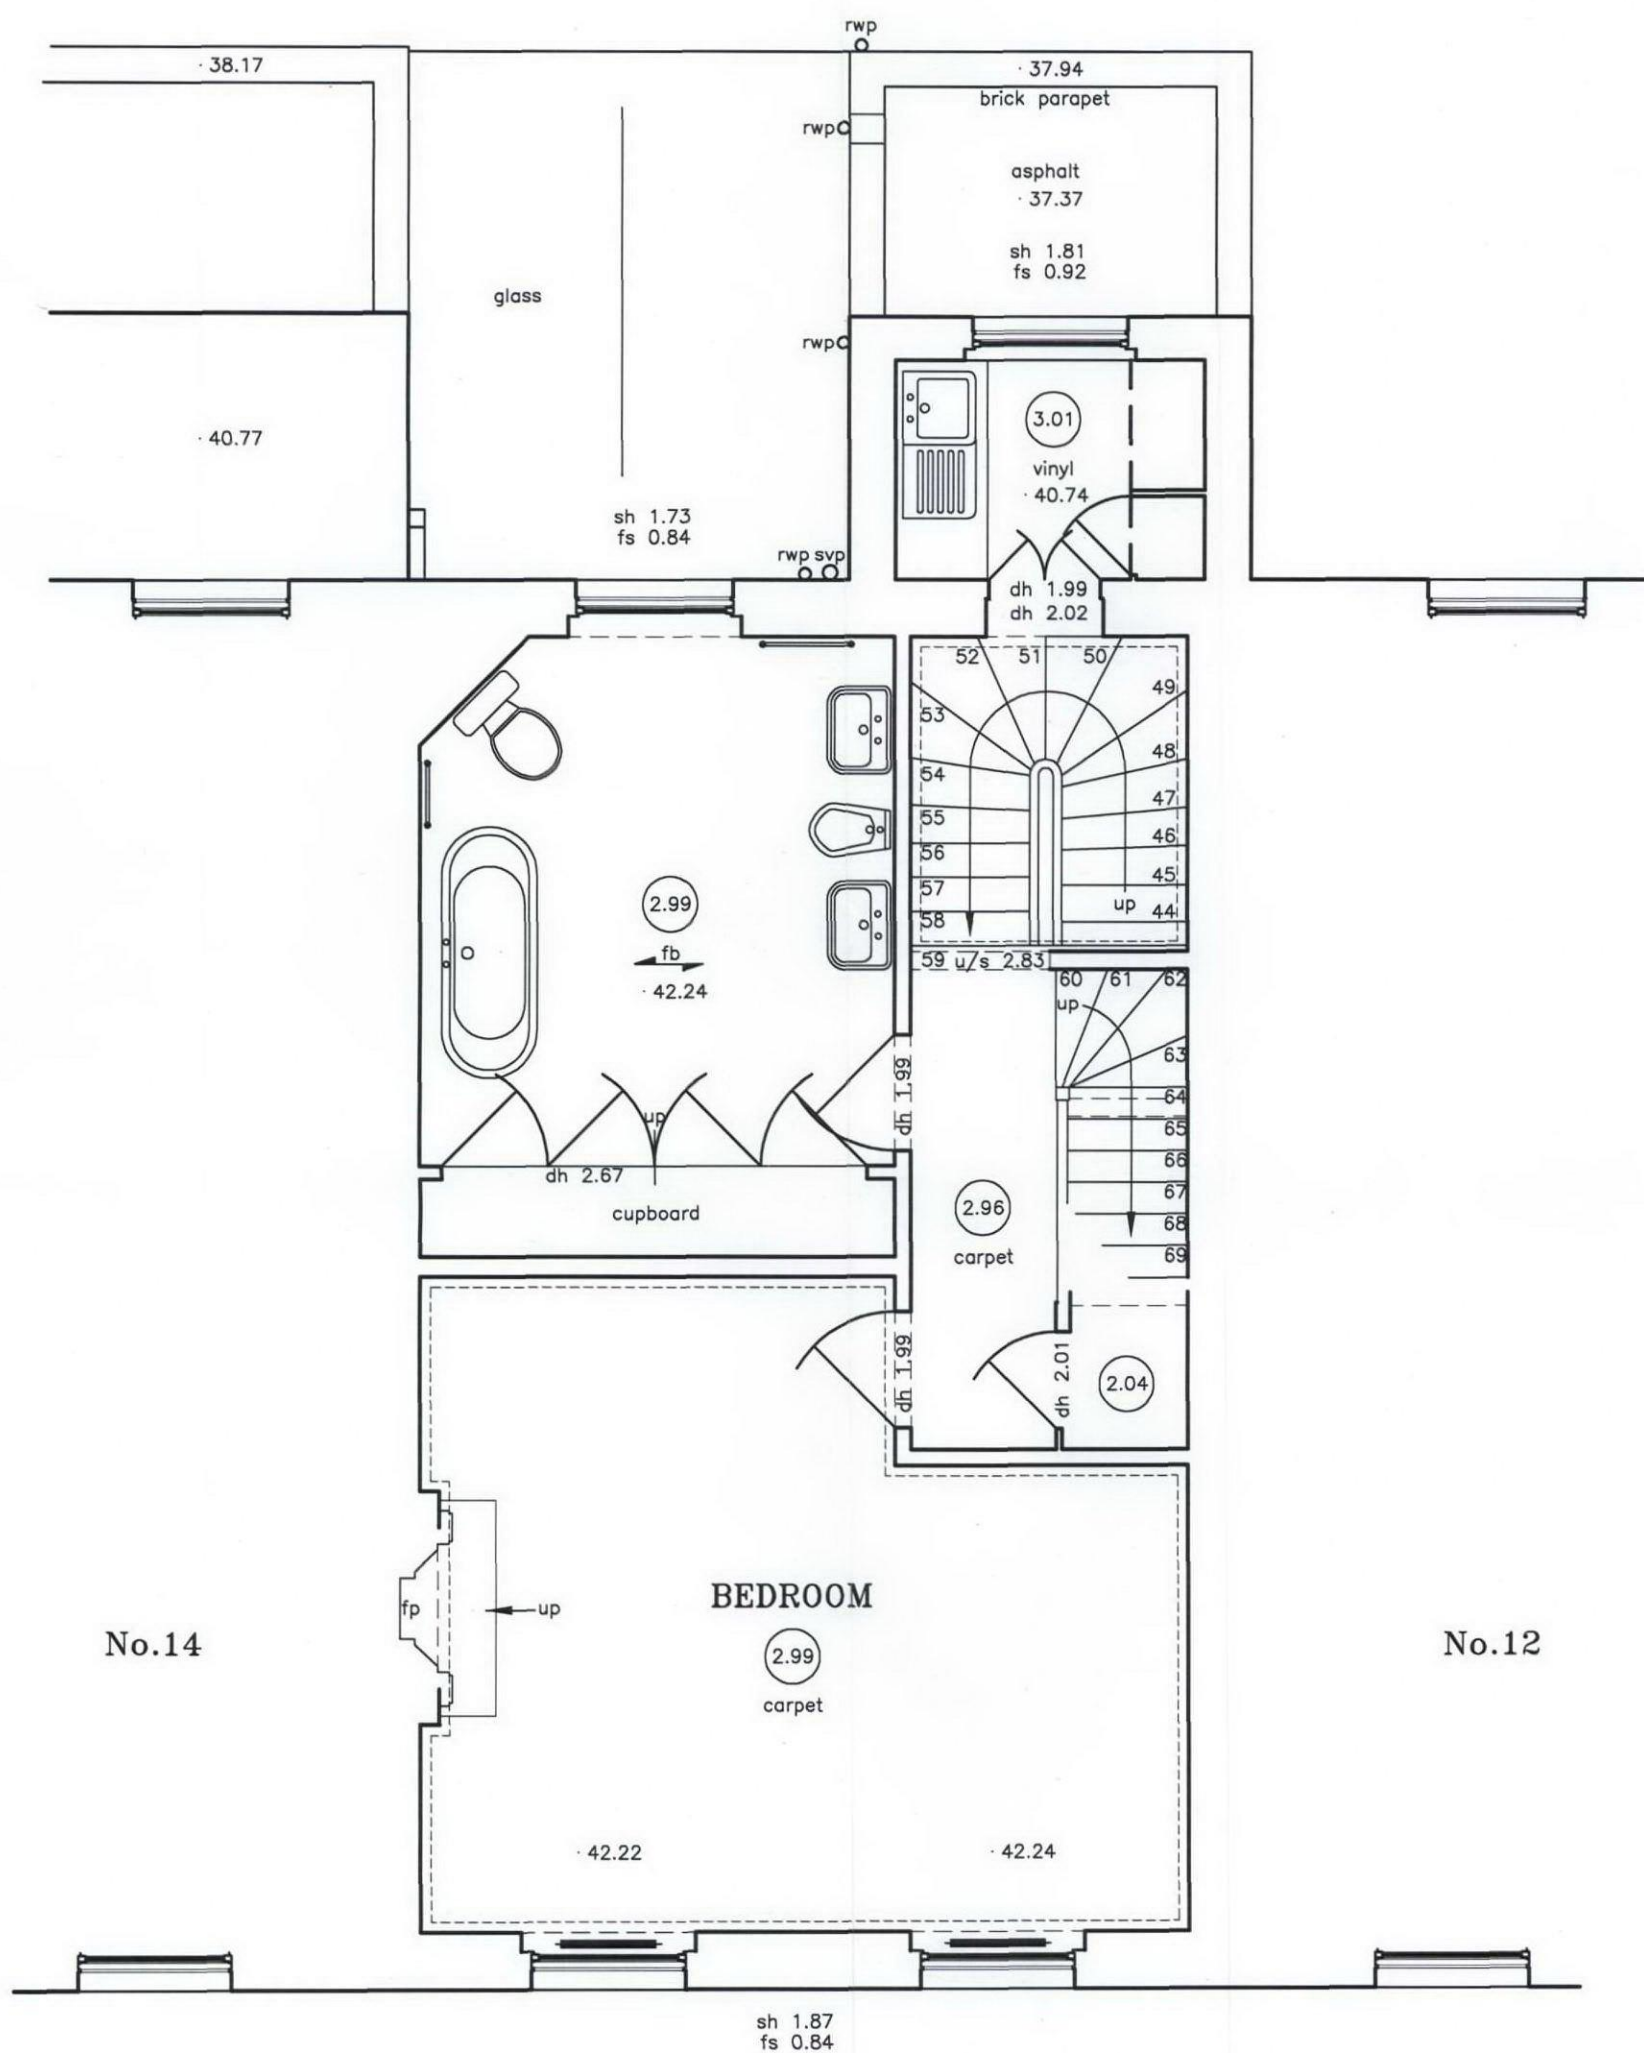 rwp
· 38.17
· 37.94
brick parapet
rwp
asphalt
· 37.37
sh 1.81
fs 0.92
glass
rwp
3.01
· 40.77
vinyl
· 40.74
sh 1.73
fs 0.84
rwp svp
dh 1.99
dh 2.02
52 51 50
49
53
48
54
47
55
46
56
45
57
up
44
58
2.99
fb
· 42.24
59 u/s 2.83
60 61 62
up
63
dh 1.99
64
up
65
66
dh 2.67
67
cupboard
2.96
68
carpet
69
dh 1.99
dh 2.01
2.04
BEDROOM
fp
up
No.14
No.12
2.99
carpet
· 42.22
· 42.24
sh 1.87
fs 0.84